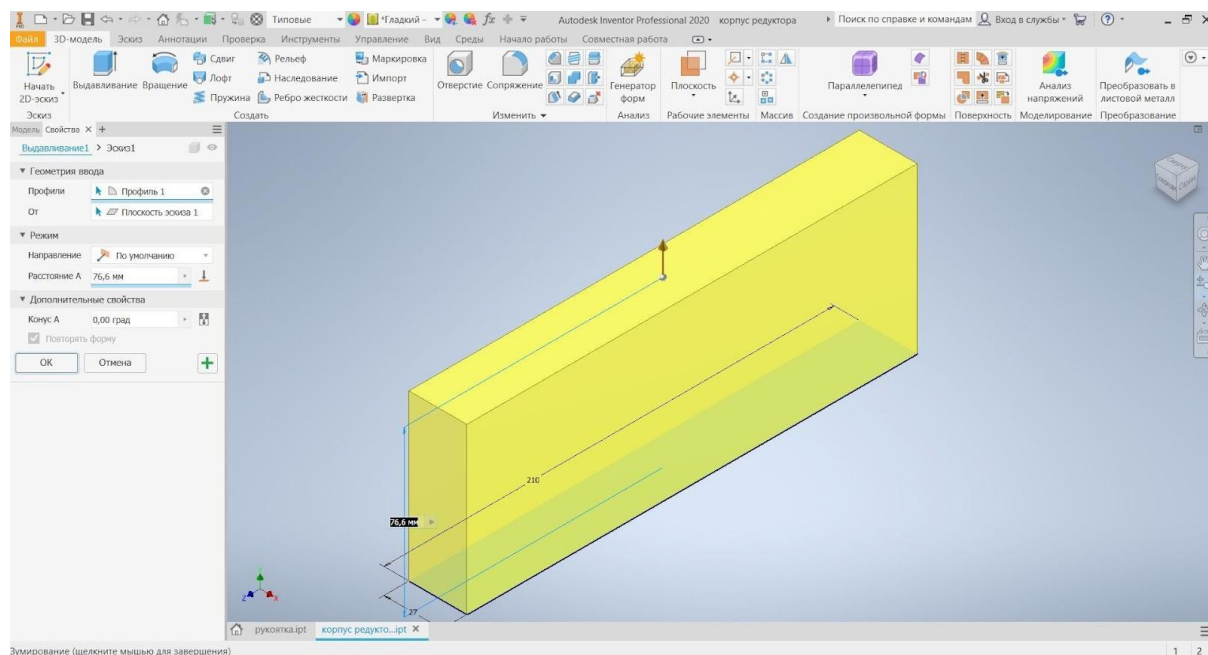 Типовые
*Гладкий -
fx
Autodesk Inventor Professional 2020 корпус редуктора
Поиск по справке и командам
Вход в службы
Файл 3D-модель Эскиз Аннотации Проверка Инструменты Управление Вид Среды Начало работы Совместная работа
Начать 2D-эскиз
Выдавливание
Вращение
Сдвиг
Лофт
Пружина
Рельеф
Наследование
Ребро жесткости
Маркировка
Импорт
Развертка
Отверстие
Сопряжение
Генератор форм
Плоскость
Параллелепипед
Анализ напряжений
Преобразовать в листовой металл
Эскиз
Создать
Изменить
Анализ
Рабочие элементы
Массив
Создание произвольной формы
Поверхность
Моделирование
Преобразование
Модель Свойства × +
Выдавливание1 > Эскиз1
Геометрия ввода
Профили Профиль 1
От Плоскость эскиза 1
Режим
Направление По умолчанию
Расстояние A 76,6 мм
Дополнительные свойства
Конус A 0,00 град
Повторять форму
OK Отмена
210
76,6 мм
27
Y
Z X
рукоятка.ipt корпус редукто...ipt ×
Зумирование (щелкните мышью для завершения)
1 2